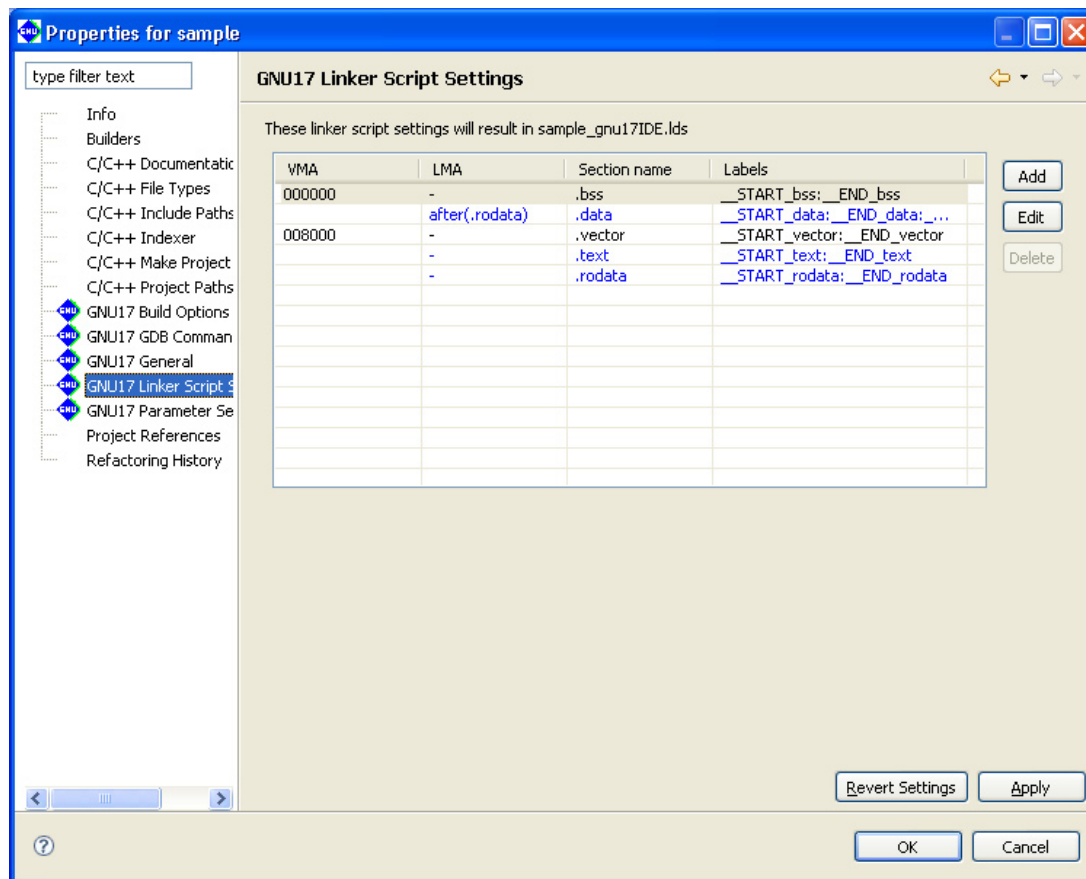 Properties for sample
type filter text
GNU17 Linker Script Settings
Info
Builders
C/C++ Documentatic
C/C++ File Types
C/C++ Include Paths
C/C++ Indexer
C/C++ Make Project
C/C++ Project Paths
GNU17 Build Options
GNU17 GDB Comman
GNU17 General
GNU17 Linker Script S
GNU17 Parameter Se
Project References
Refactoring History
These linker script settings will result in sample_gnu17IDE.lds
VMA LMA Section name Labels
000000 - .bss __START_bss:__END_bss
after(.rodata) .data __START_data:__END_data:_...
008000 - .vector __START_vector:__END_vector
- .text __START_text:__END_text
- .rodata __START_rodata:__END_rodata
Add
Edit
Delete
Revert Settings Apply
OK Cancel